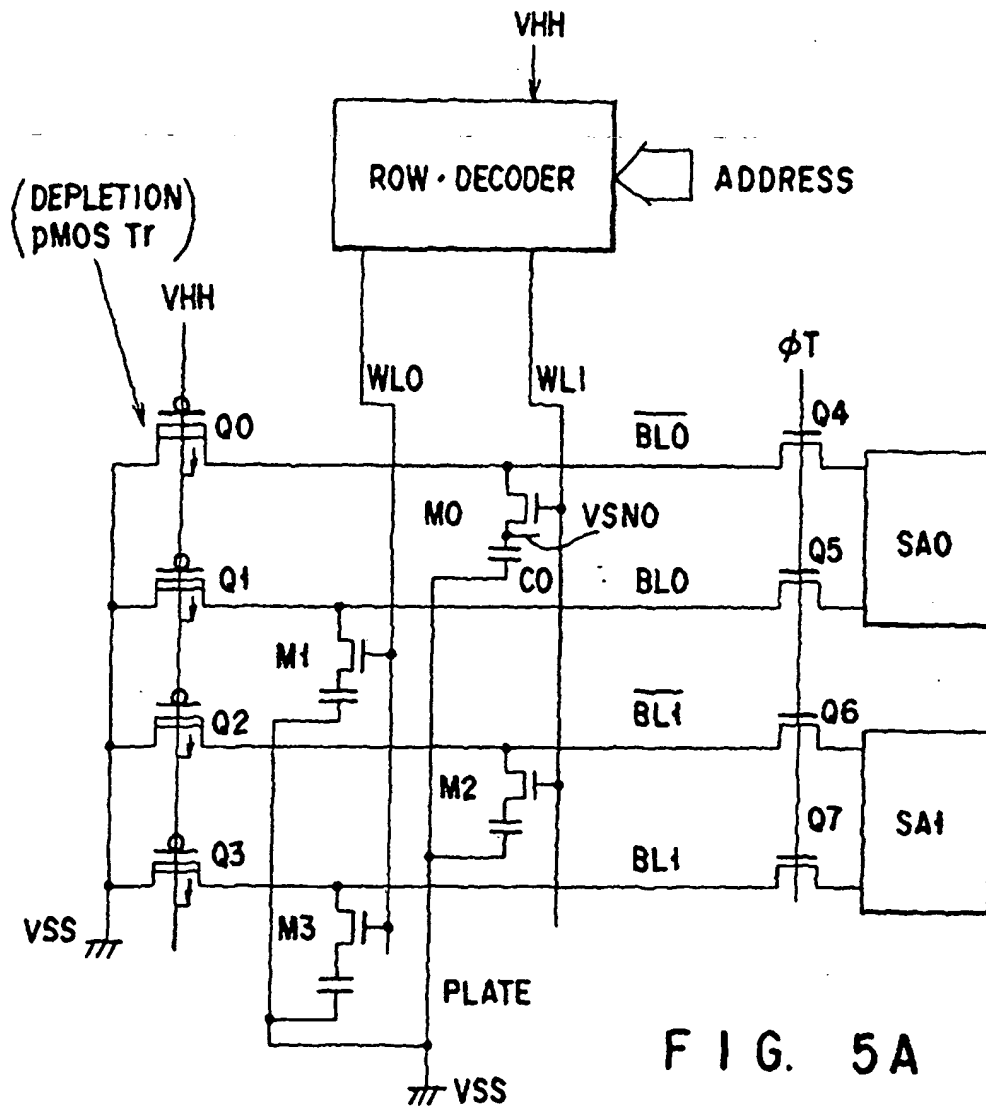 VHH
ROW · DECODER
ADDRESS
(DEPLETION
pMOS Tr)
VHH
WL0
WL1
φT
Q0
BL0
Q4
M0
VSN0
SA0
Q1
C0
BL0
Q5
M1
Q2
BL1
Q6
M2
Q7
SA1
Q3
BL1
VSS
M3
PLATE
VSS
FIG. 5A